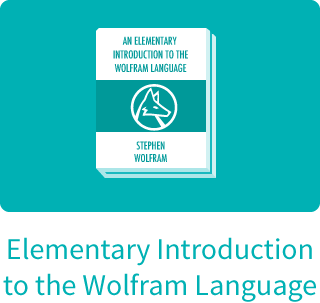 AN ELEMENTARY
INTRODUCTION TO THE
WOLFRAM LANGUAGE
STEPHEN
WOLFRAM
Elementary Introduction
to the Wolfram Language